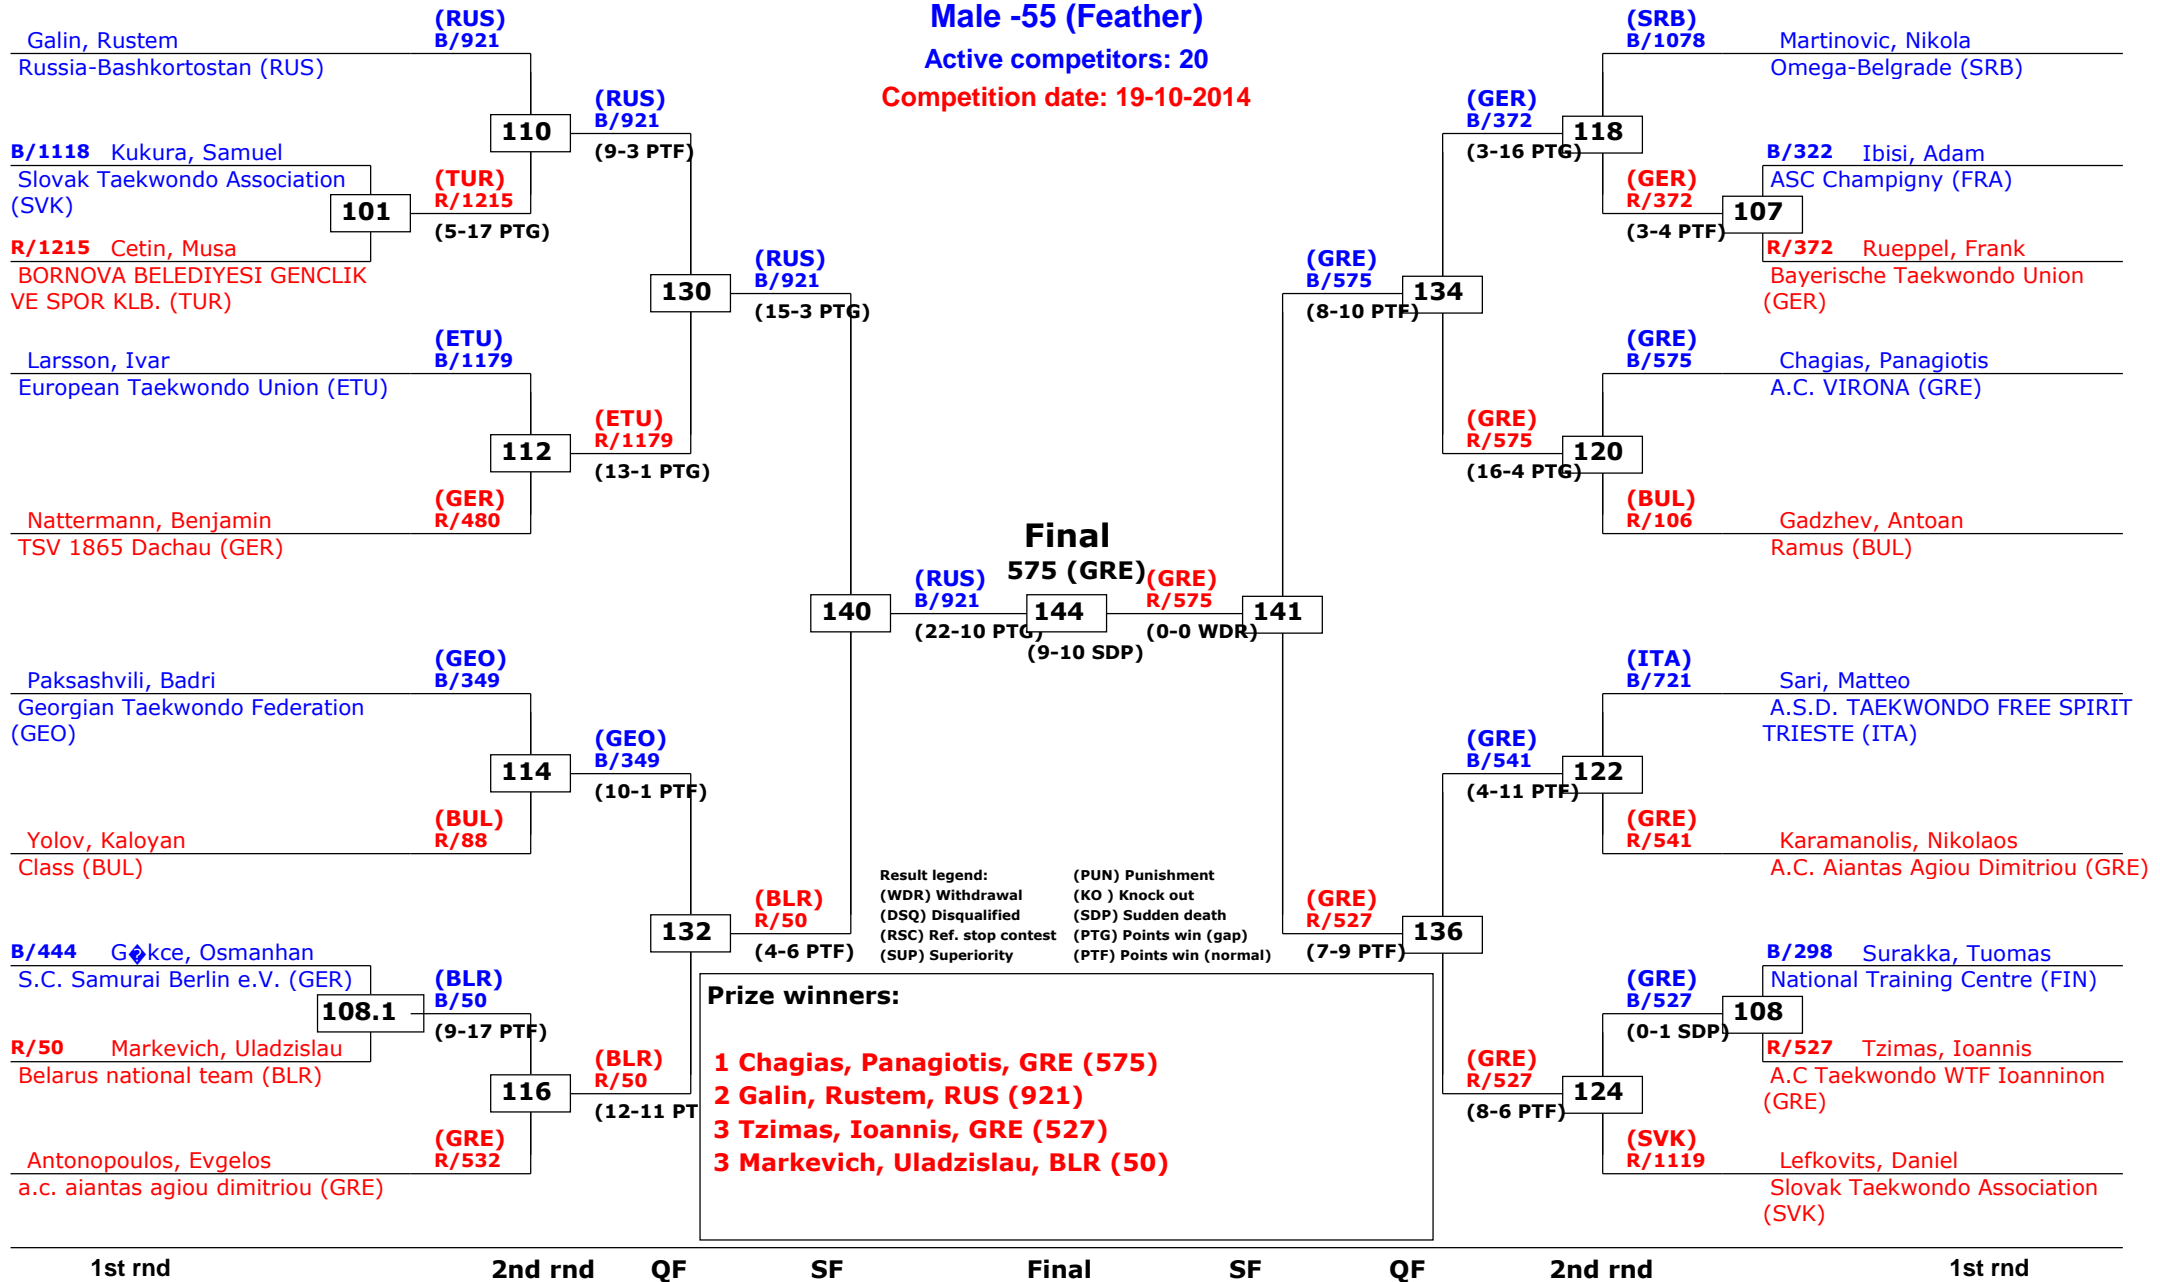 Male -55 (Feather)
Active competitors: 20
Competition date: 19-10-2014
Galin, Rustem
(RUS)
B/921
Russia-Bashkortostan (RUS)
110
(RUS)
B/921
(9-3 PTF)
B/1118 Kukura, Samuel
Slovak Taekwondo Association
(SVK)
101
(TUR)
R/1215
(5-17 PTG)
R/1215 Cetin, Musa
BORNOVA BELEDIYESI GENCLIK
VE SPOR KLB. (TUR)
130
(RUS)
B/921
(15-3 PTG)
Larsson, Ivar
(ETU)
B/1179
European Taekwondo Union (ETU)
112
(ETU)
R/1179
(13-1 PTG)
Nattermann, Benjamin
(GER)
R/480
TSV 1865 Dachau (GER)
140
(RUS)
B/921
(22-10 PTG)
Paksashvili, Badri
(GEO)
B/349
Georgian Taekwondo Federation
(GEO)
114
(GEO)
B/349
(10-1 PTF)
Yolov, Kaloyan
(BUL)
R/88
Class (BUL)
132
(BLR)
R/50
(4-6 PTF)
B/444 G�kce, Osmanhan
S.C. Samurai Berlin e.V. (GER)
108.1
(BLR)
B/50
(9-17 PTF)
R/50 Markevich, Uladzislau
Belarus national team (BLR)
116
(BLR)
R/50
(12-11 PT
Antonopoulos, Evgelos
(GRE)
R/532
a.c. aiantas agiou dimitriou (GRE)
Final
575 (GRE)
144
(9-10 SDP)
(GRE)
R/575
(0-0 WDR)
141
(SRB)
B/1078
Martinovic, Nikola
Omega-Belgrade (SRB)
(GER)
B/372
(3-16 PTG)
118
B/322 Ibisi, Adam
ASC Champigny (FRA)
(GER)
R/372
(3-4 PTF)
107
R/372 Rueppel, Frank
Bayerische Taekwondo Union
(GER)
(GRE)
B/575
(8-10 PTF)
134
(GRE)
B/575
Chagias, Panagiotis
A.C. VIRONA (GRE)
(GRE)
R/575
(16-4 PTG)
120
(BUL)
R/106
Gadzhev, Antoan
Ramus (BUL)
(ITA)
B/721
Sari, Matteo
A.S.D. TAEKWONDO FREE SPIRIT
TRIESTE (ITA)
(GRE)
B/541
(4-11 PTF)
122
(GRE)
R/541
Karamanolis, Nikolaos
A.C. Aiantas Agiou Dimitriou (GRE)
(GRE)
R/527
(7-9 PTF)
136
B/298 Surakka, Tuomas
National Training Centre (FIN)
(GRE)
B/527
(0-1 SDP)
108
R/527 Tzimas, Ioannis
A.C Taekwondo WTF Ioanninon
(GRE)
(GRE)
R/527
(8-6 PTF)
124
(SVK)
R/1119
Lefkovits, Daniel
Slovak Taekwondo Association
(SVK)
Result legend:
(WDR) Withdrawal
(DSQ) Disqualified
(RSC) Ref. stop contest
(SUP) Superiority
(PUN) Punishment
(KO ) Knock out
(SDP) Sudden death
(PTG) Points win (gap)
(PTF) Points win (normal)
Prize winners:
1 Chagias, Panagiotis, GRE (575)
2 Galin, Rustem, RUS (921)
3 Tzimas, Ioannis, GRE (527)
3 Markevich, Uladzislau, BLR (50)
1st rnd 2nd rnd QF SF Final SF QF 2nd rnd 1st rnd